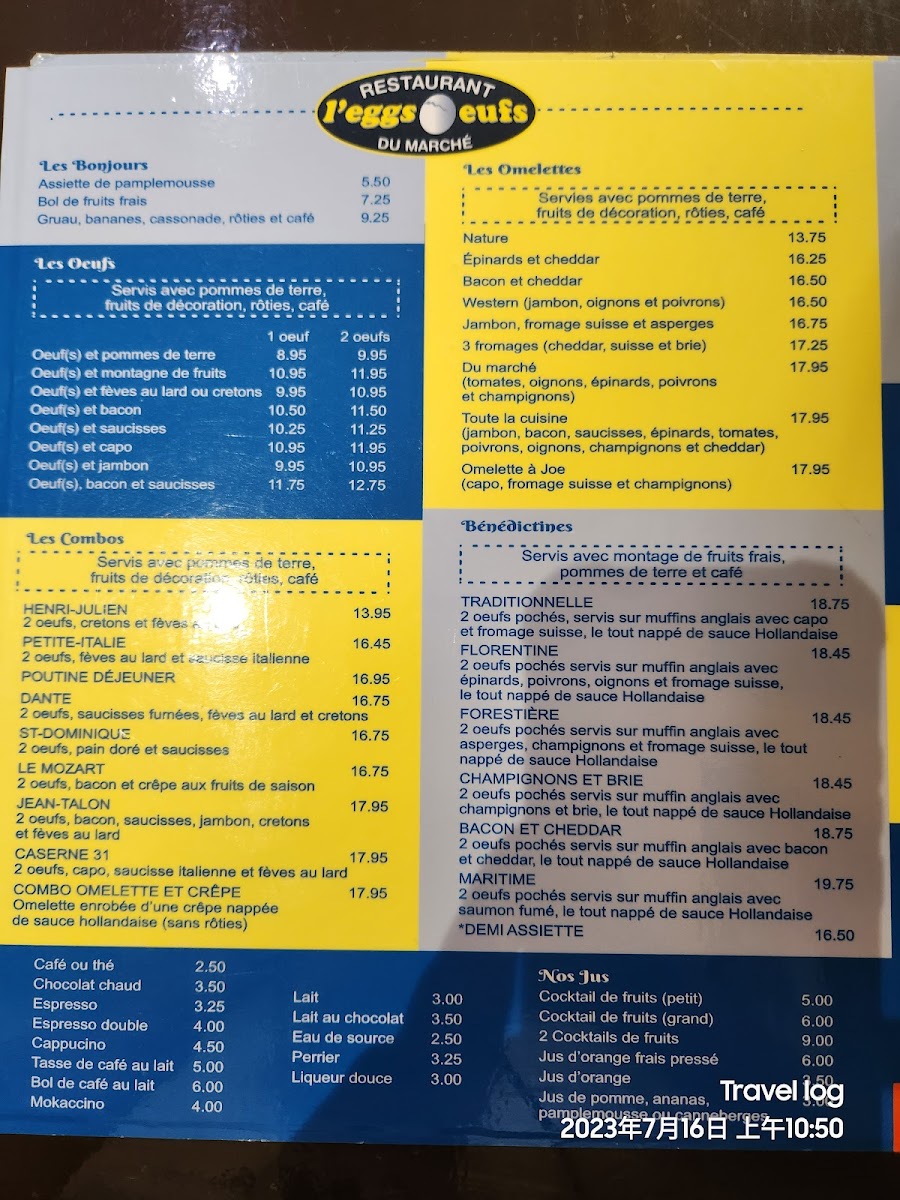 RESTAURANT
l'eggs oeufs
DU MARCHÉ
Les Bonjours
Assiette de pamplemousse 5.50
Bol de fruits frais 7.25
Gruau, bananes, cassonade, rôties et café 9.25
Les Oeufs
Servis avec pommes de terre,
fruits de décoration, rôties, café
1 oeuf 2 oeufs
Oeuf(s) et pommes de terre 8.95 9.95
Oeuf(s) et montagne de fruits 10.95 11.95
Oeuf(s) et fèves au lard ou cretons 9.95 10.95
Oeuf(s) et bacon 10.50 11.50
Oeuf(s) et saucisses 10.25 11.25
Oeuf(s) et capo 10.95 11.95
Oeuf(s) et jambon 9.95 10.95
Oeuf(s), bacon et saucisses 11.75 12.75
Les Combos
Servis avec pommes de terre,
fruits de décoration, rôties, café
HENRI-JULIEN 13.95
2 oeufs, cretons et fèves
PETITE-ITALIE 16.45
2 oeufs, fèves au lard et saucisse italienne
POUTINE DÉJEUNER 16.95
DANTE 16.75
2 oeufs, saucisses fumées, fèves au lard et cretons
ST-DOMINIQUE 16.75
2 oeufs, pain doré et saucisses
LE MOZART 16.75
2 oeufs, bacon et crêpe aux fruits de saison
JEAN-TALON 17.95
2 oeufs, bacon, saucisses, jambon, cretons
et fèves au lard
CASERNE 31 17.95
2 oeufs, capo, saucisse italienne et fèves au lard
COMBO OMELETTE ET CRÊPE 17.95
Omelette enrobée d'une crêpe nappée
de sauce hollandaise (sans rôties)
Les Omelettes
Servies avec pommes de terre,
fruits de décoration, rôties, café
Nature 13.75
Épinards et cheddar 16.25
Bacon et cheddar 16.50
Western (jambon, oignons et poivrons) 16.50
Jambon, fromage suisse et asperges 16.75
3 fromages (cheddar, suisse et brie) 17.25
Du marché 17.95
(tomates, oignons, épinards, poivrons
et champignons)
Toute la cuisine 17.95
(jambon, bacon, saucisses, épinards, tomates,
poivrons, oignons, champignons et cheddar)
Omelette à Joe 17.95
(capo, fromage suisse et champignons)
Bénédictines
Servis avec montage de fruits frais,
pommes de terre et café
TRADITIONNELLE 18.75
2 oeufs pochés, servis sur muffins anglais avec capo
et fromage suisse, le tout nappé de sauce Hollandaise
FLORENTINE 18.45
2 oeufs pochés servis sur muffin anglais avec
épinards, poivrons, oignons et fromage suisse,
le tout nappé de sauce Hollandaise
FORESTIÈRE 18.45
2 oeufs pochés servis sur muffin anglais avec
asperges, champignons et fromage suisse, le tout
nappé de sauce Hollandaise
CHAMPIGNONS ET BRIE 18.45
2 oeufs pochés servis sur muffin anglais avec
champignons et brie, le tout nappé de sauce Hollandaise
BACON ET CHEDDAR 18.75
2 oeufs pochés servis sur muffin anglais avec bacon
et cheddar, le tout nappé de sauce Hollandaise
MARITIME 19.75
2 oeufs pochés servis sur muffin anglais avec
saumon fumé, le tout nappé de sauce Hollandaise
*DEMI ASSIETTE 16.50
Café ou thé 2.50
Chocolat chaud 3.50
Espresso 3.25
Espresso double 4.00
Cappucino 4.50
Tasse de café au lait 5.00
Bol de café au lait 6.00
Mokaccino 4.00
Lait 3.00
Lait au chocolat 3.50
Eau de source 2.50
Perrier 3.25
Liqueur douce 3.00
Nos Jus
Cocktail de fruits (petit) 5.00
Cocktail de fruits (grand) 6.00
2 Cocktails de fruits 9.00
Jus d'orange frais pressé 6.00
Jus d'orange
Jus de pomme, ananas,
pamplemousse ou canneberges
Travel log
2023年7月16日 上午10:50